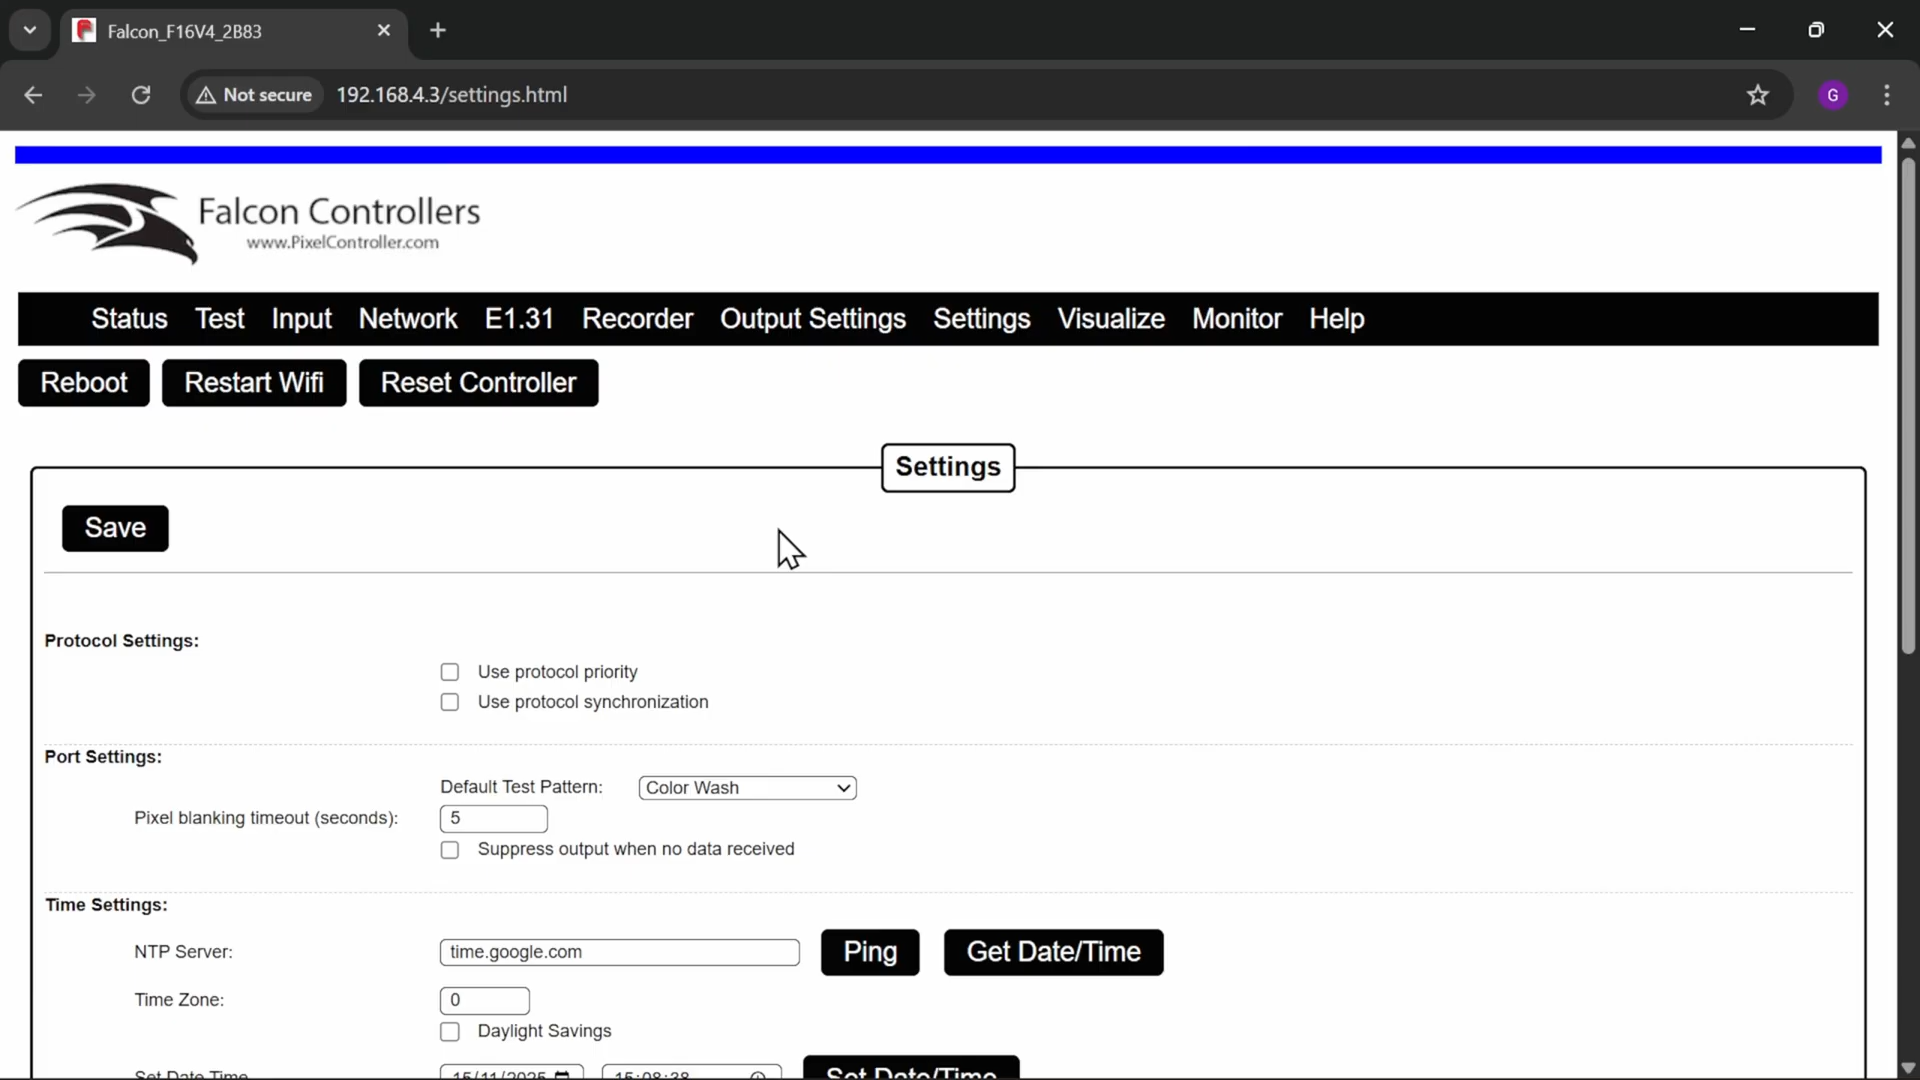 Falcon_F16V4_2B83
Not secure 192.168.4.3/settings.html G
Falcon Controllers
www.PixelController.com
Status Test Input Network E1.31 Recorder Output Settings Settings Visualize Monitor Help
Reboot Restart Wifi Reset Controller
Settings
Save
Protocol Settings:
Use protocol priority
Use protocol synchronization
Port Settings:
Default Test Pattern: Color Wash
Pixel blanking timeout (seconds): 5
Suppress output when no data received
Time Settings:
NTP Server: time.google.com Ping Get Date/Time
Time Zone: 0
Daylight Savings
Set Date Time 15/11/2025 15:08:38 Set Date/Time